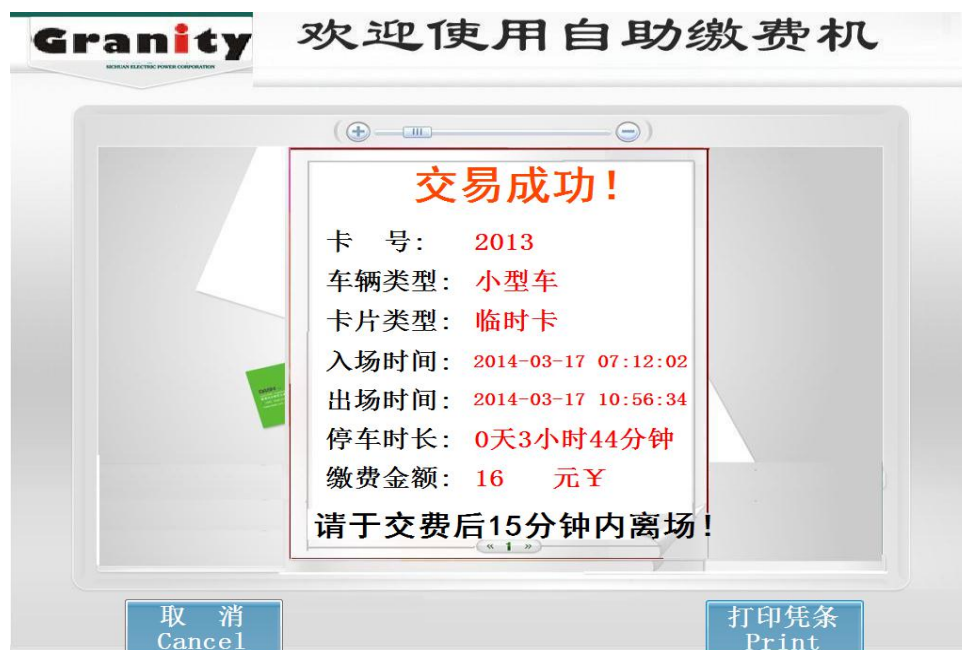 Granity
欢迎使用自助缴费机
SICHUAN ELECTRIC POWER CORPORATION
交易成功!
卡 号: 2013
车辆类型: 小型车
卡片类型: 临时卡
入场时间: 2014-03-17 07:12:02
出场时间: 2014-03-17 10:56:34
停车时长: 0天3小时44分钟
缴费金额: 16 元¥
请于交费后15分钟内离场!
« 1 »
取 消
Cancel
打印凭条
Print